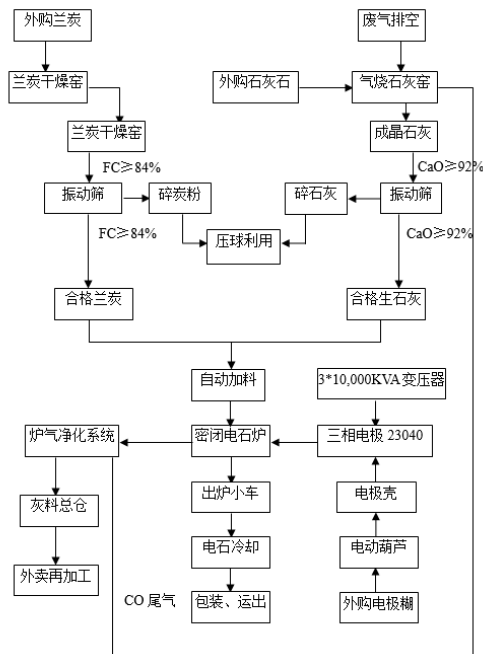 外购兰炭
废气排空
兰炭干燥窑
外购石灰石
气烧石灰窑
兰炭干燥窑
成晶石灰
FC≥84%
CaO≥92%
振动筛
碎炭粉
碎石灰
振动筛
FC≥84%
压球利用
CaO≥92%
合格兰炭
合格生石灰
自动加料
3*10,000KVA变压器
炉气净化系统
密闭电石炉
三相电极 23040
灰料总仓
出炉小车
电极壳
外卖再加工
电石冷却
电动葫芦
CO 尾气
包装、运出
外购电极糊